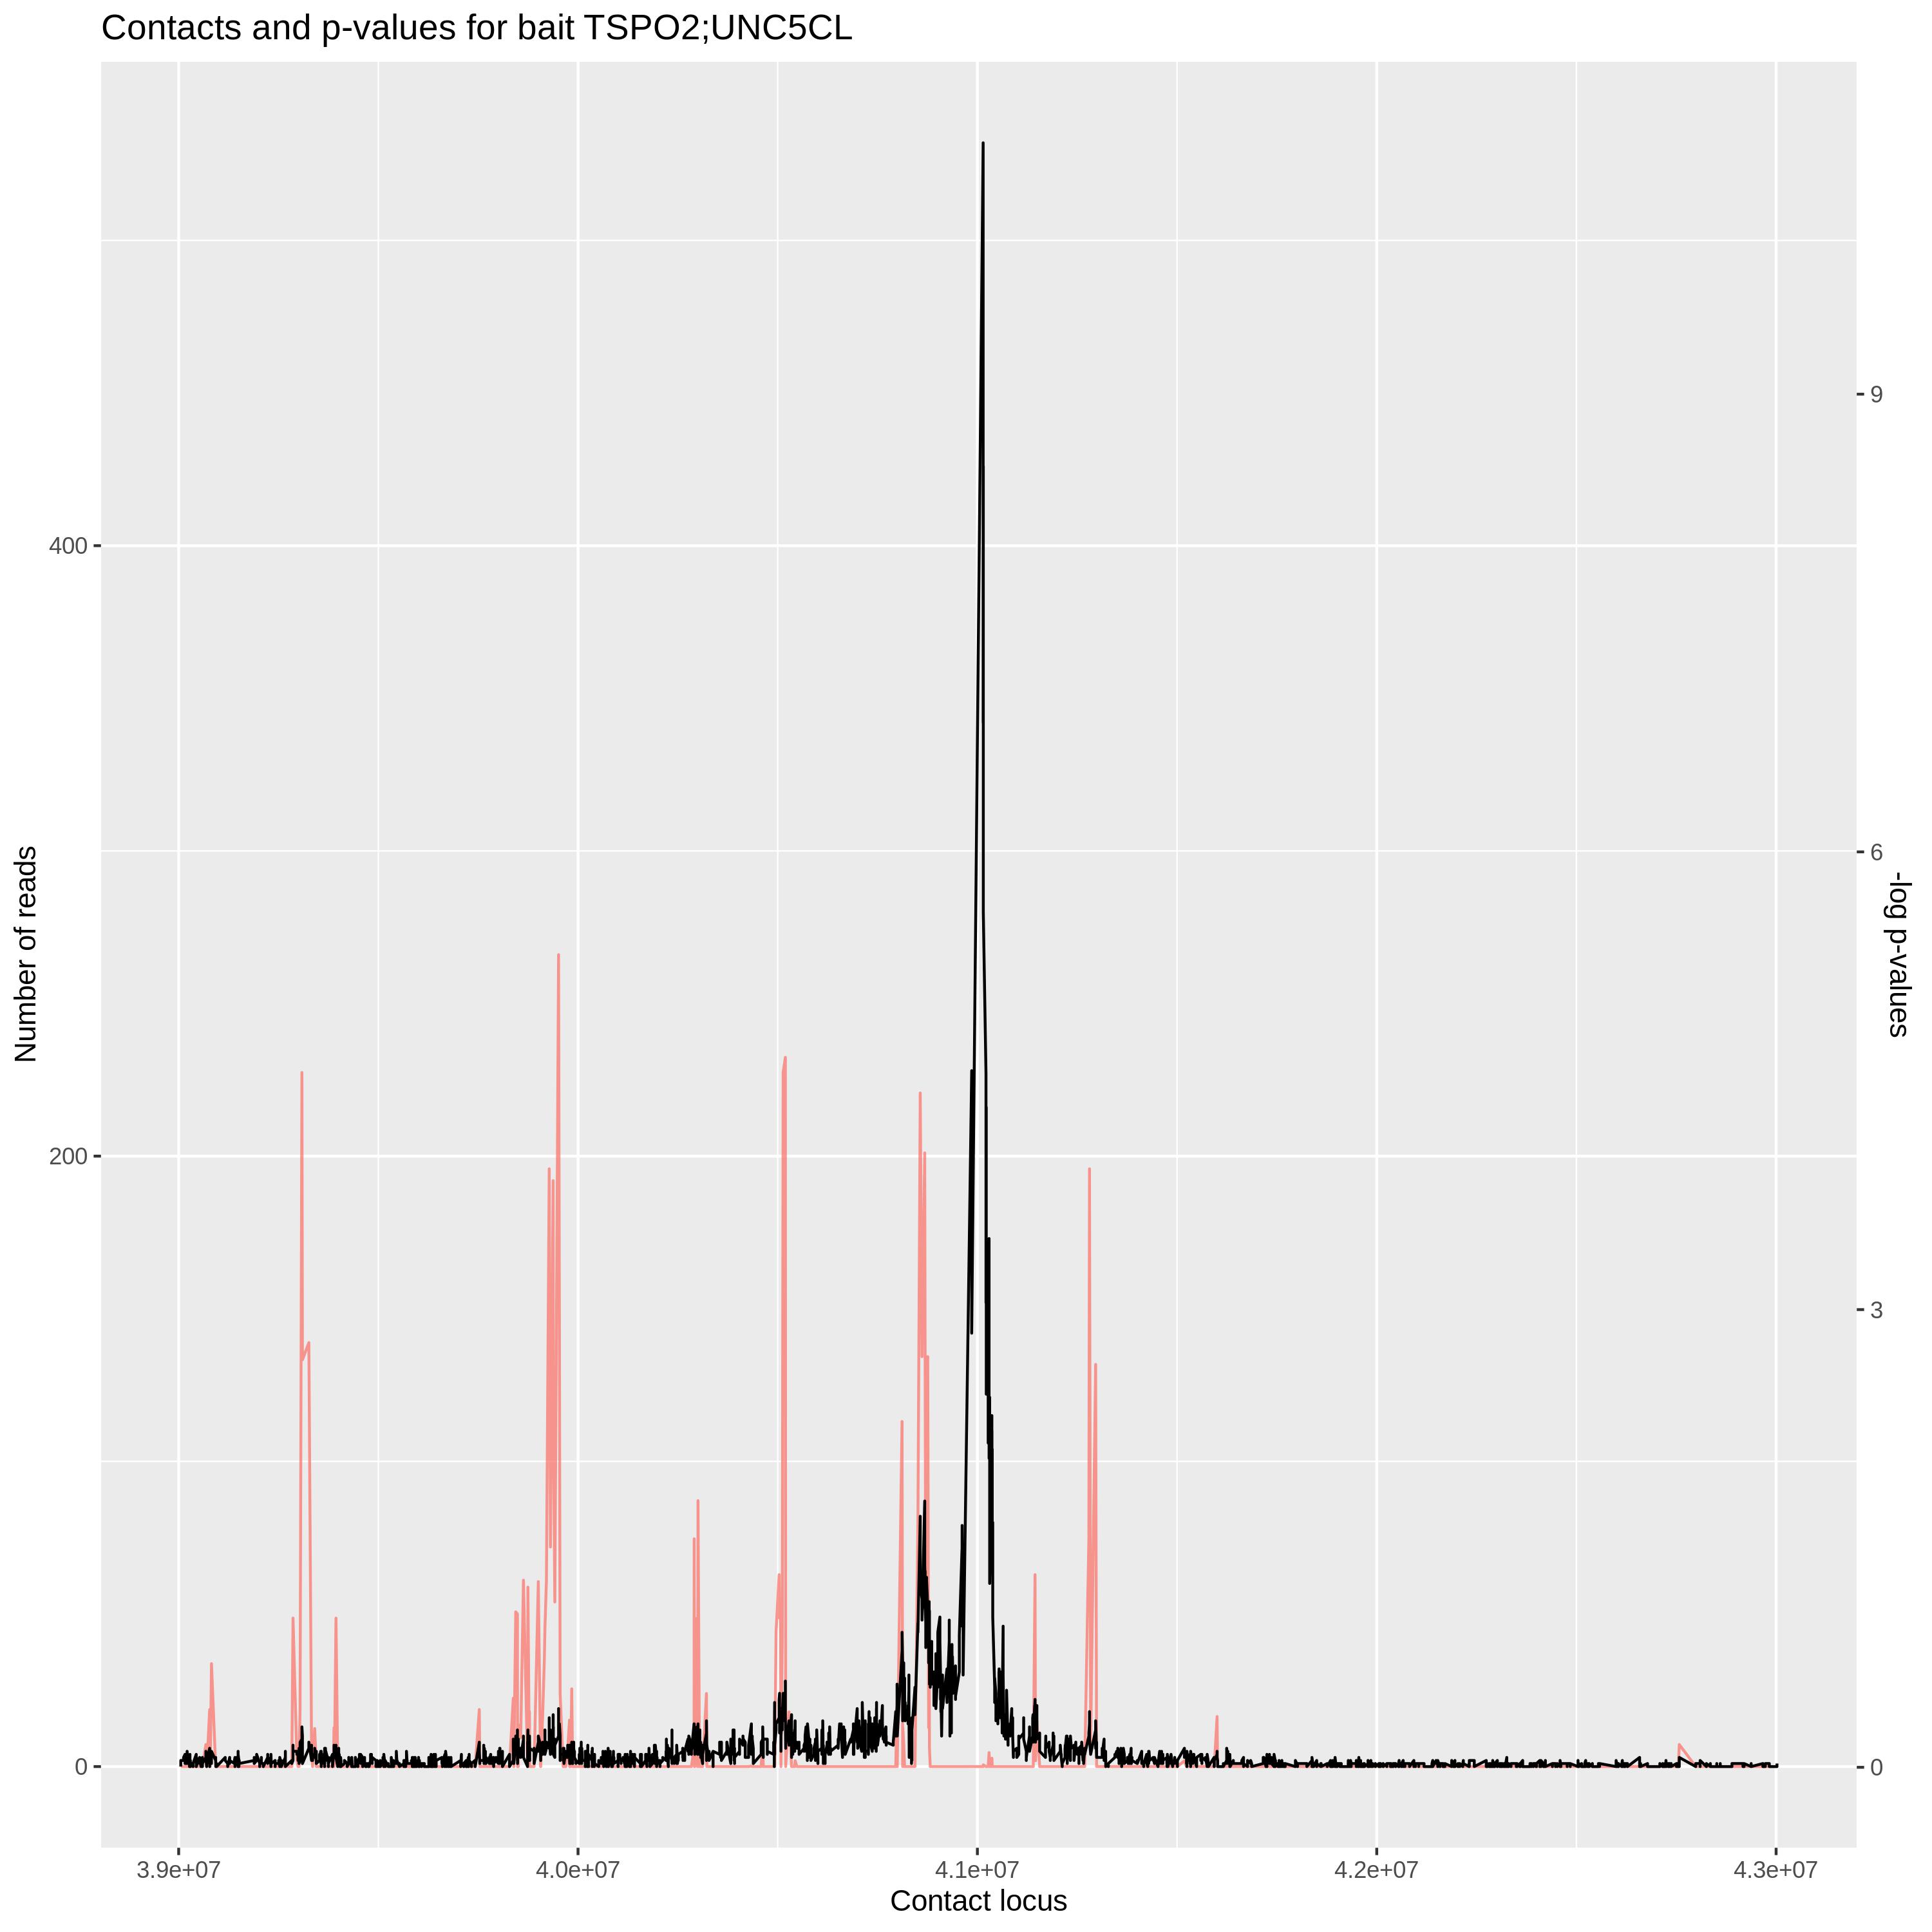 Contacts and p-values for bait TSPO2;UNC5CL
Number of reads
400
200
0
9
6
3
0
-log p-values
3.9e+07
4.0e+07
4.1e+07
4.2e+07
4.3e+07
Contact locus